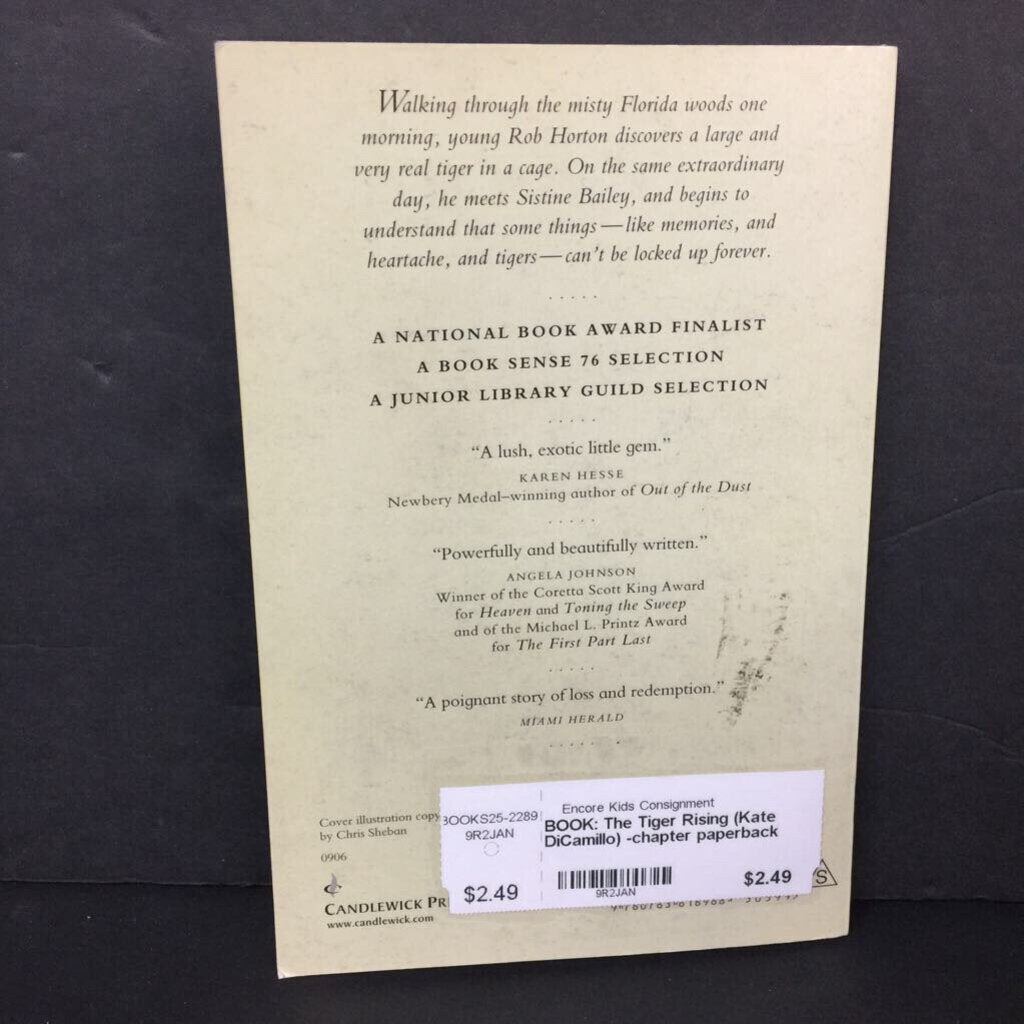 Walking through the misty Florida woods one
morning, young Rob Horton discovers a large and
very real tiger in a cage. On the same extraordinary
day, he meets Sistine Bailey, and begins to
understand that some things—like memories, and
heartache, and tigers—can't be locked up forever.
A NATIONAL BOOK AWARD FINALIST
A BOOK SENSE 76 SELECTION
A JUNIOR LIBRARY GUILD SELECTION
“A lush, exotic little gem.”
KAREN HESSE
Newbery Medal–winning author of Out of the Dust
“Powerfully and beautifully written.”
ANGELA JOHNSON
Winner of the Coretta Scott King Award
for Heaven and Toning the Sweep
and of the Michael L. Printz Award
for The First Part Last
“A poignant story of loss and redemption.”
MIAMI HERALD
Cover illustration copy
by Chris Sheban
0906
CANDLEWICK PR
www.candlewick.com
BOOKS25-2289
9R2JAN
$2.49
Encore Kids Consignment
BOOK: The Tiger Rising (Kate
DiCamillo) -chapter paperback
9R2JAN
$2.49